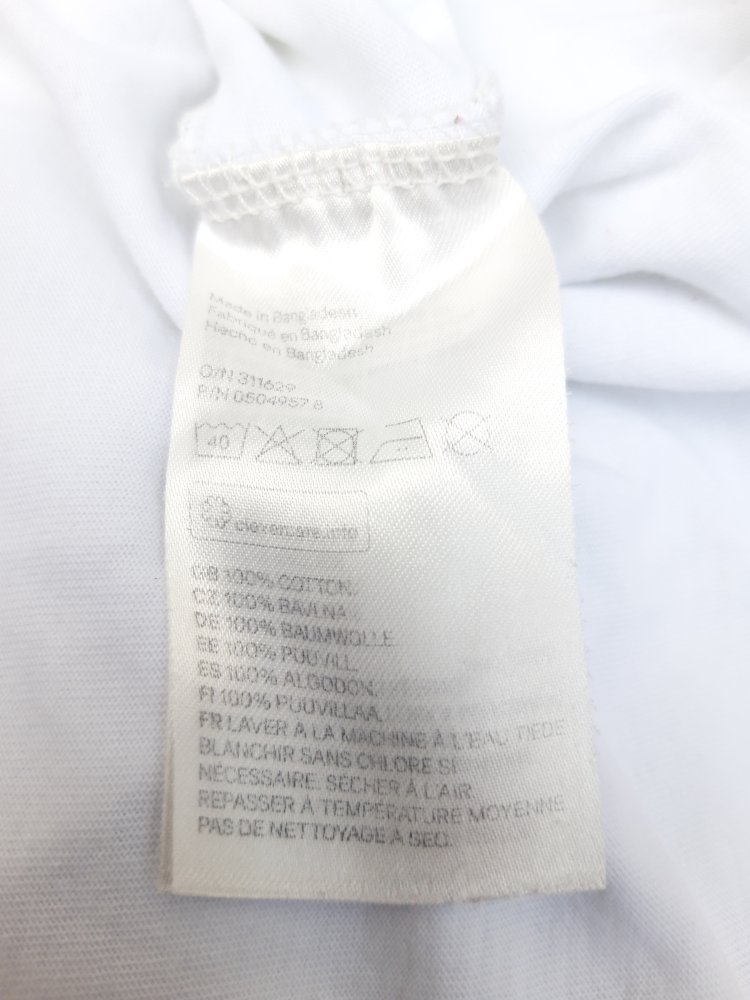 Made in Bangladesh
Fabriqué en Bangladesh
Hecho en Bangladesh
O/N 311629
P/N 0504957 8
40
clevercare.info
GB 100% COTTON.
CZ 100% BAVLNA
DE 100% BAUMWOLLE
EE 100% PUUVILL.
ES 100% ALGODON.
FI 100% PUUVILLAA.
FR LAVER À LA MACHINE À L'EAU TIÈDE
BLANCHIR SANS CHLORE SI
NÉCESSAIRE. SÉCHER À L'AIR.
REPASSER À TEMPÉRATURE MOYENNE
PAS DE NETTOYAGE À SEC.